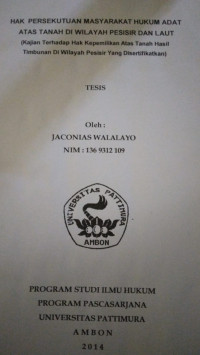 HAK PERSEKUTUAN MASYARAKAT HUKUM ADAT
ATAS TANAH DI WILAYAH PESISIR DAN LAUT
(Kajian Terhadap Hak Kepemilikan Atas Tanah Hasil
Timbunan Di Wilayah Pesisir Yang Disertifikatkan)
TESIS
Oleh :
JACONIAS WALALAYO
NIM : 136 9312 109
UNIVERSITAS PATTIMURA
AMBON
PROGRAM STUDI ILMU HUKUM
PROGRAM PASCASARJANA
UNIVERSITAS PATTIMURA
A M B O N
2014